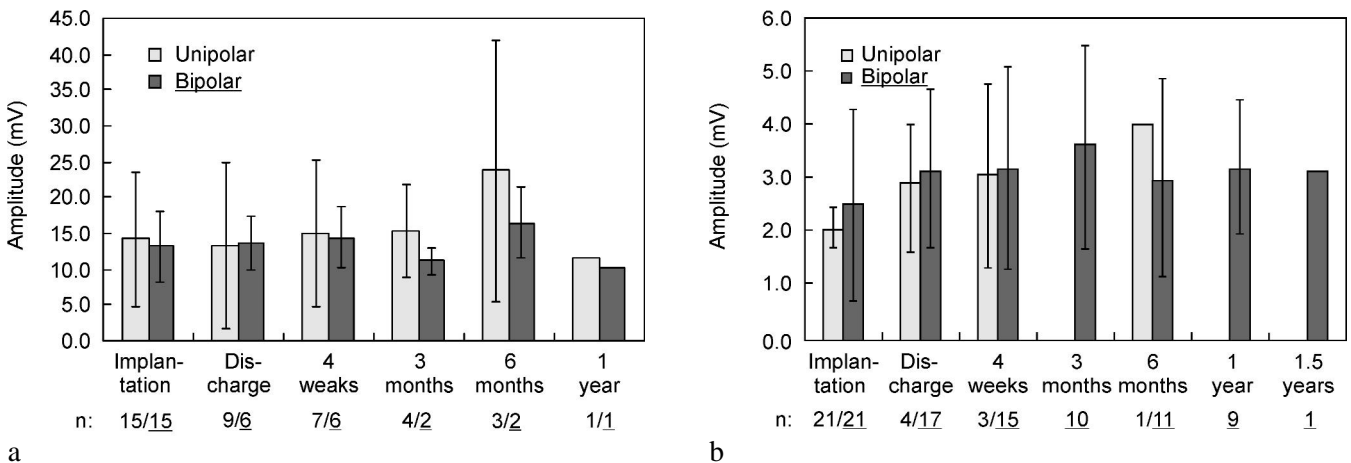 45.0
40.0
35.0
30.0
25.0
20.0
15.0
10.0
5.0
0.0
Amplitude (mV)
Unipolar
Bipolar
Implan-
tation
Dis-
charge
4
weaks
3
months
6
months
1
year
n: 15/15 9/6 7/6 4/2 3/2 1/1
a
6.0
5.0
4.0
3.0
2.0
1.0
0
Amplitude (mV)
Unipolar
Bipolar
Implan-
tation
Dis-
charge
4
weeks
3
months
6
months
1
year
1.5
years
n: 21/21 4/17 3/15 10 1/11 9 1
b